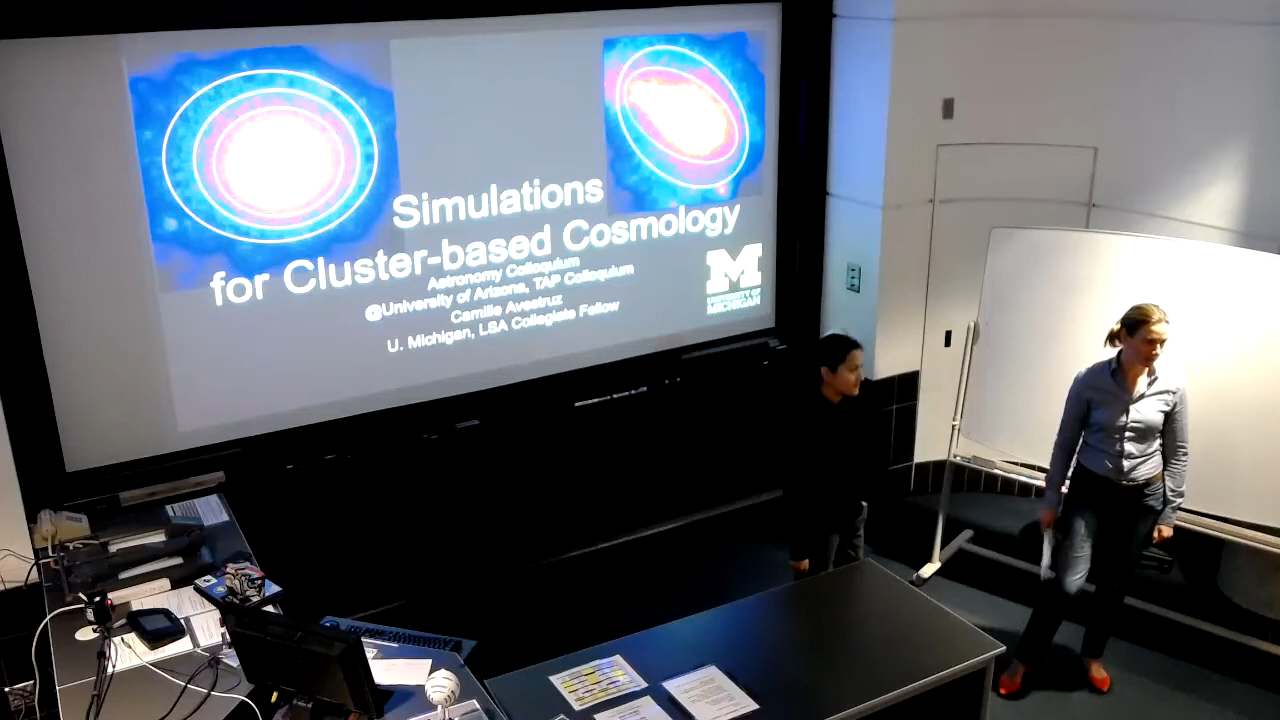 Simulations
for Cluster-based Cosmology
Astronomy Colloquium
@University of Arizona, TAP Colloquium
Camille Avestruz
U. Michigan, LSA Collegiate Fellow
M
UNIVERSITY OF
MICHIGAN